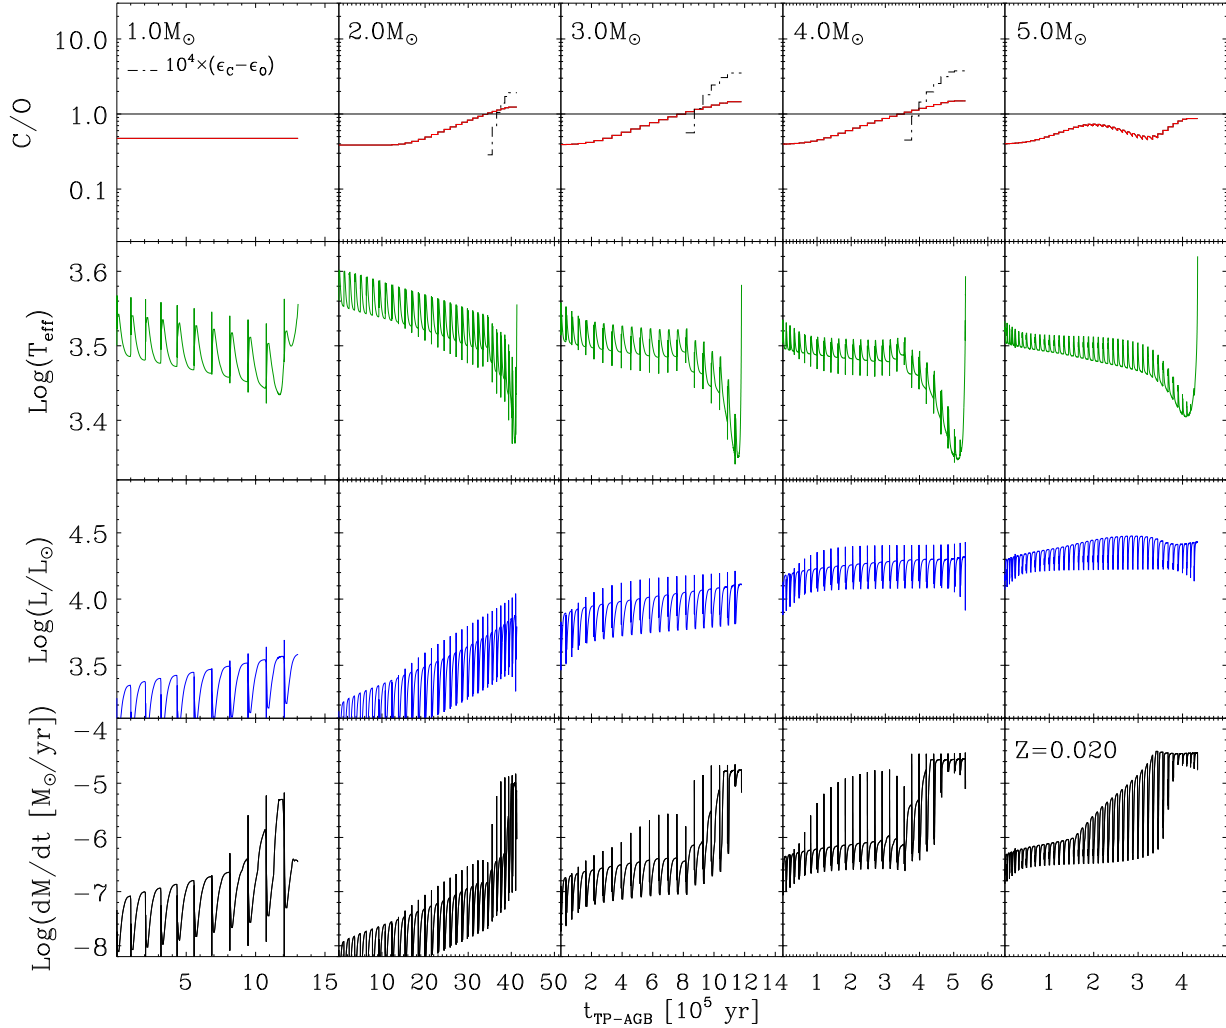 1.0M⊙ 2.0M⊙ 3.0M⊙ 4.0M⊙ 5.0M⊙
10⁴×(ϵC−ϵO)
C/O
10.0
1.0
0.1
Log(Teff)
3.6
3.5
3.4
Log(L/L⊙)
4.5
4.0
3.5
Log(dM/dt [M⊙/yr])
Z=0.020
−4
−5
−6
−7
−8
5 10 15 10 20 30 40 50 2 4 6 8 10 12 14 1 2 3 4 5 6 1 2 3 4
tTP−AGB [10⁵ yr]